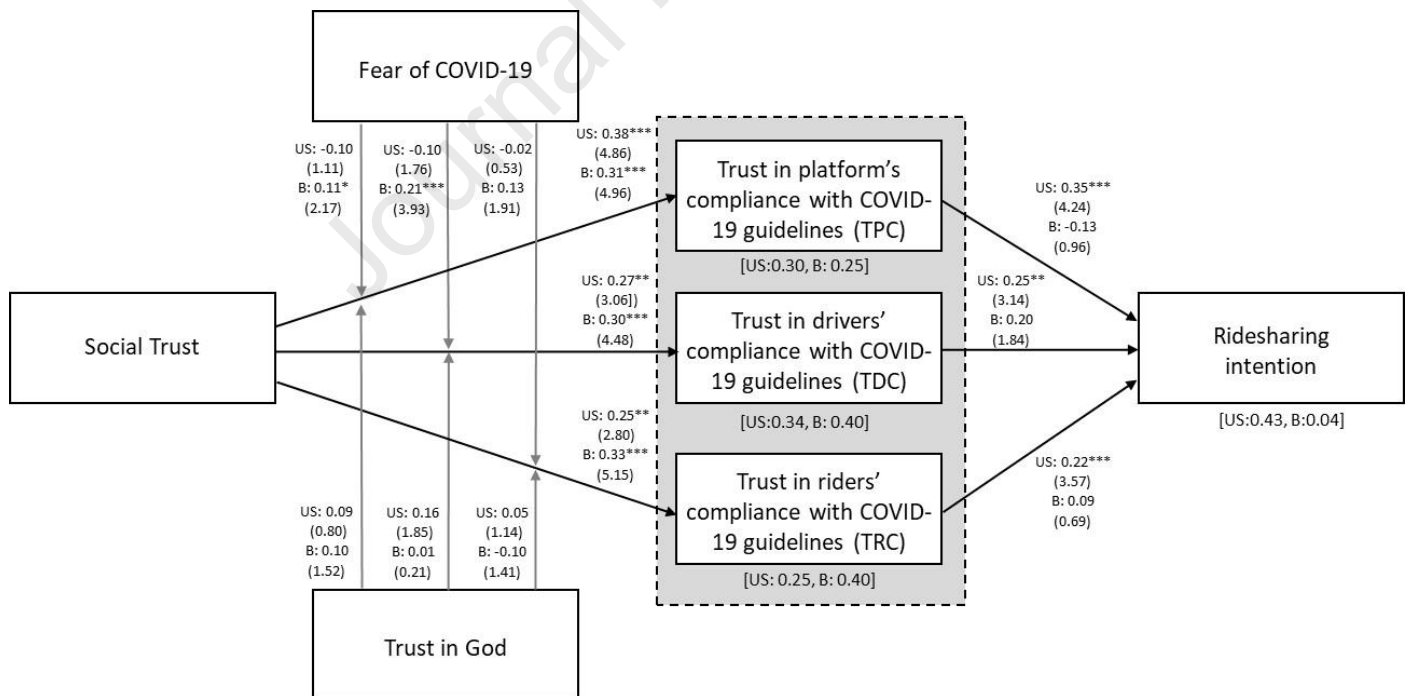 Journal
Fear of COVID-19
US: -0.10
(1.11)
B: 0.11*
(2.17)
US: -0.10
(1.76)
B: 0.21***
(3.93)
US: -0.02
(0.53)
B: 0.13
(1.91)
US: 0.38***
(4.86)
B: 0.31***
(4.96)
Trust in platform's
compliance with COVID-
19 guidelines (TPC)
[US:0.30, B: 0.25]
US: 0.35***
(4.24)
B: -0.13
(0.96)
Social Trust
US: 0.27**
(3.06])
B: 0.30***
(4.48)
Trust in drivers'
compliance with COVID-
19 guidelines (TDC)
[US:0.34, B: 0.40]
US: 0.25**
(3.14)
B: 0.20
(1.84)
Ridesharing
intention
[US:0.43, B:0.04]
US: 0.25**
(2.80)
B: 0.33***
(5.15)
Trust in riders'
compliance with COVID-
19 guidelines (TRC)
[US: 0.25, B: 0.40]
US: 0.22***
(3.57)
B: 0.09
(0.69)
US: 0.09
(0.80)
B: 0.10
(1.52)
US: 0.16
(1.85)
B: 0.01
(0.21)
US: 0.05
(1.14)
B: -0.10
(1.41)
Trust in God